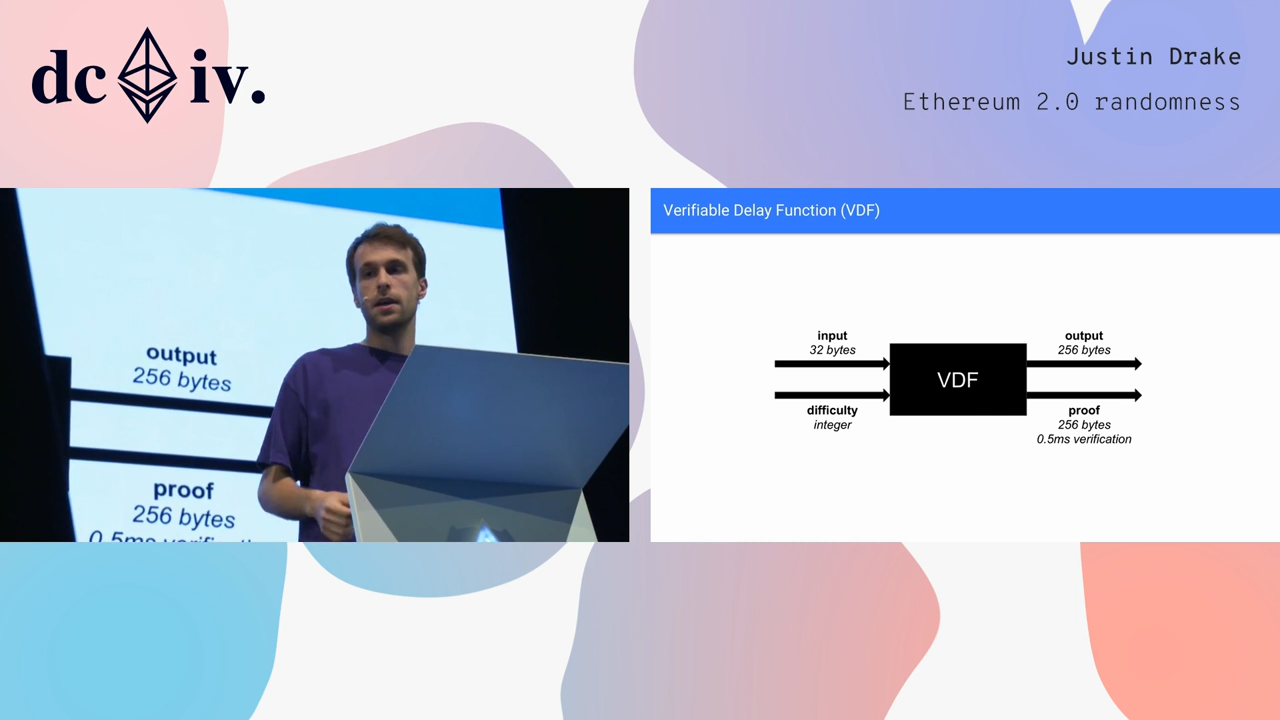 dc iv.
Justin Drake
Ethereum 2.0 randomness
output
256 bytes
proof
256 bytes
Verifiable Delay Function (VDF)
input
32 bytes
output
256 bytes
VDF
difficulty
integer
proof
256 bytes
0.5ms verification